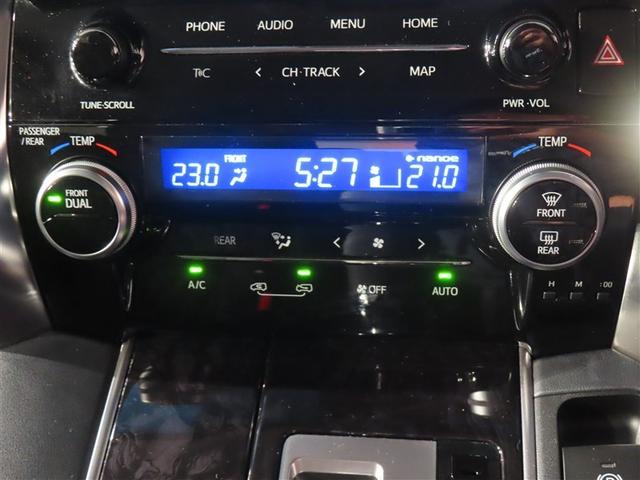 PHONE AUDIO MENU HOME
TUNE·SCROLL < CH·TRACK > MAP PWR·VOL
PASSENGER
/REAR
TEMP
FRONT
DUAL
FRONT nanoe
23.0 5:27 21.0
TEMP
FRONT
REAR
REAR < >
A/C OFF AUTO
H M :00